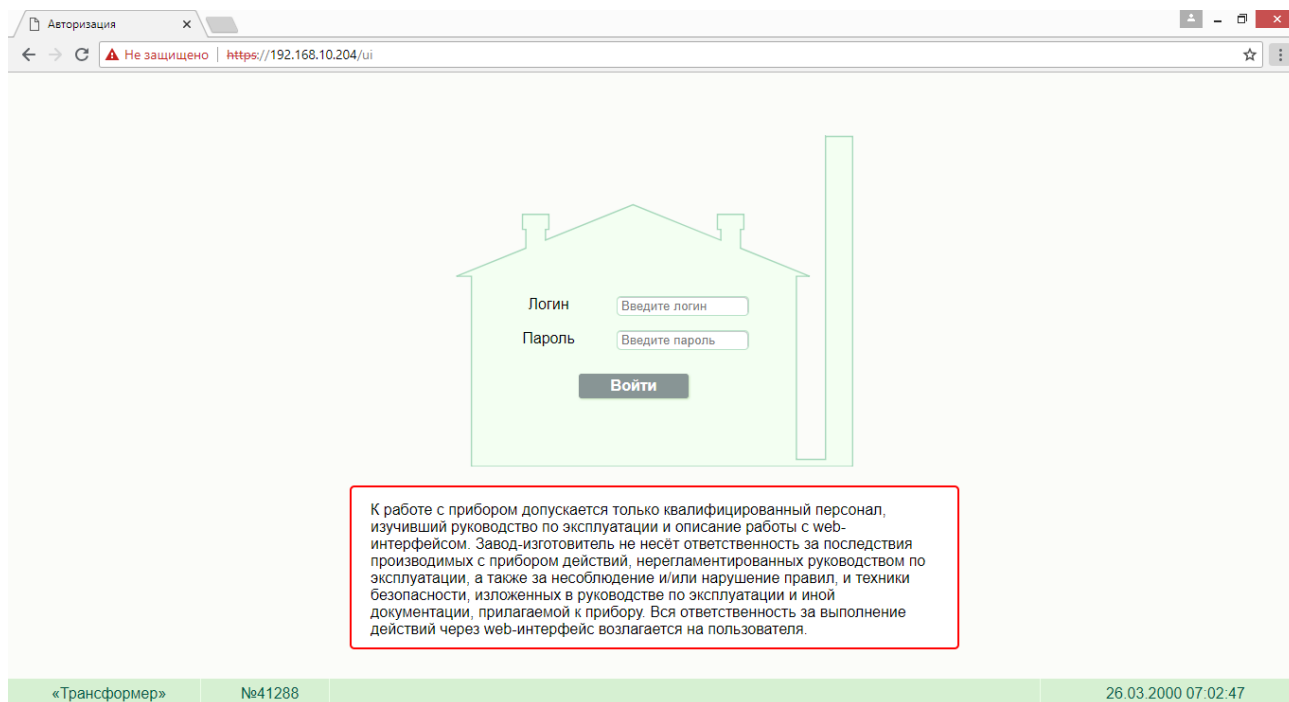 Авторизация
Не защищено https://192.168.10.204/ui
Логин Введите логин
Пароль Введите пароль
Войти
К работе с прибором допускается только квалифицированный персонал,
изучивший руководство по эксплуатации и описание работы с web-
интерфейсом. Завод-изготовитель не несёт ответственность за последствия
производимых с прибором действий, нерегламентированных руководством по
эксплуатации, а также за несоблюдение и/или нарушение правил, и техники
безопасности, изложенных в руководстве по эксплуатации и иной
документации, прилагаемой к прибору. Вся ответственность за выполнение
действий через web-интерфейс возлагается на пользователя.
«Трансформер» №41288 26.03.2000 07:02:47